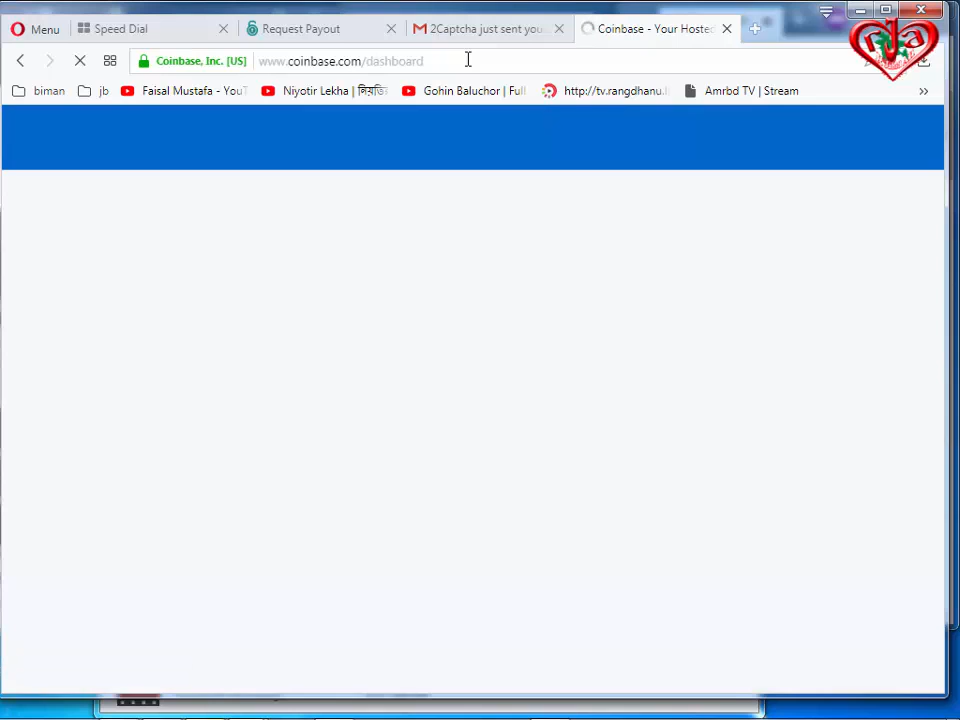 Menu Speed Dial Request Payout 2Captcha just sent you Coinbase - Your Hosted
Coinbase, Inc. [US] www.coinbase.com/dashboard
biman jb Faisal Mustafa - YouT Niyotir Lekha | নিয়তির Gohin Baluchor | Full http://tv.rangdhanu. Amrbd TV | Stream »
rja